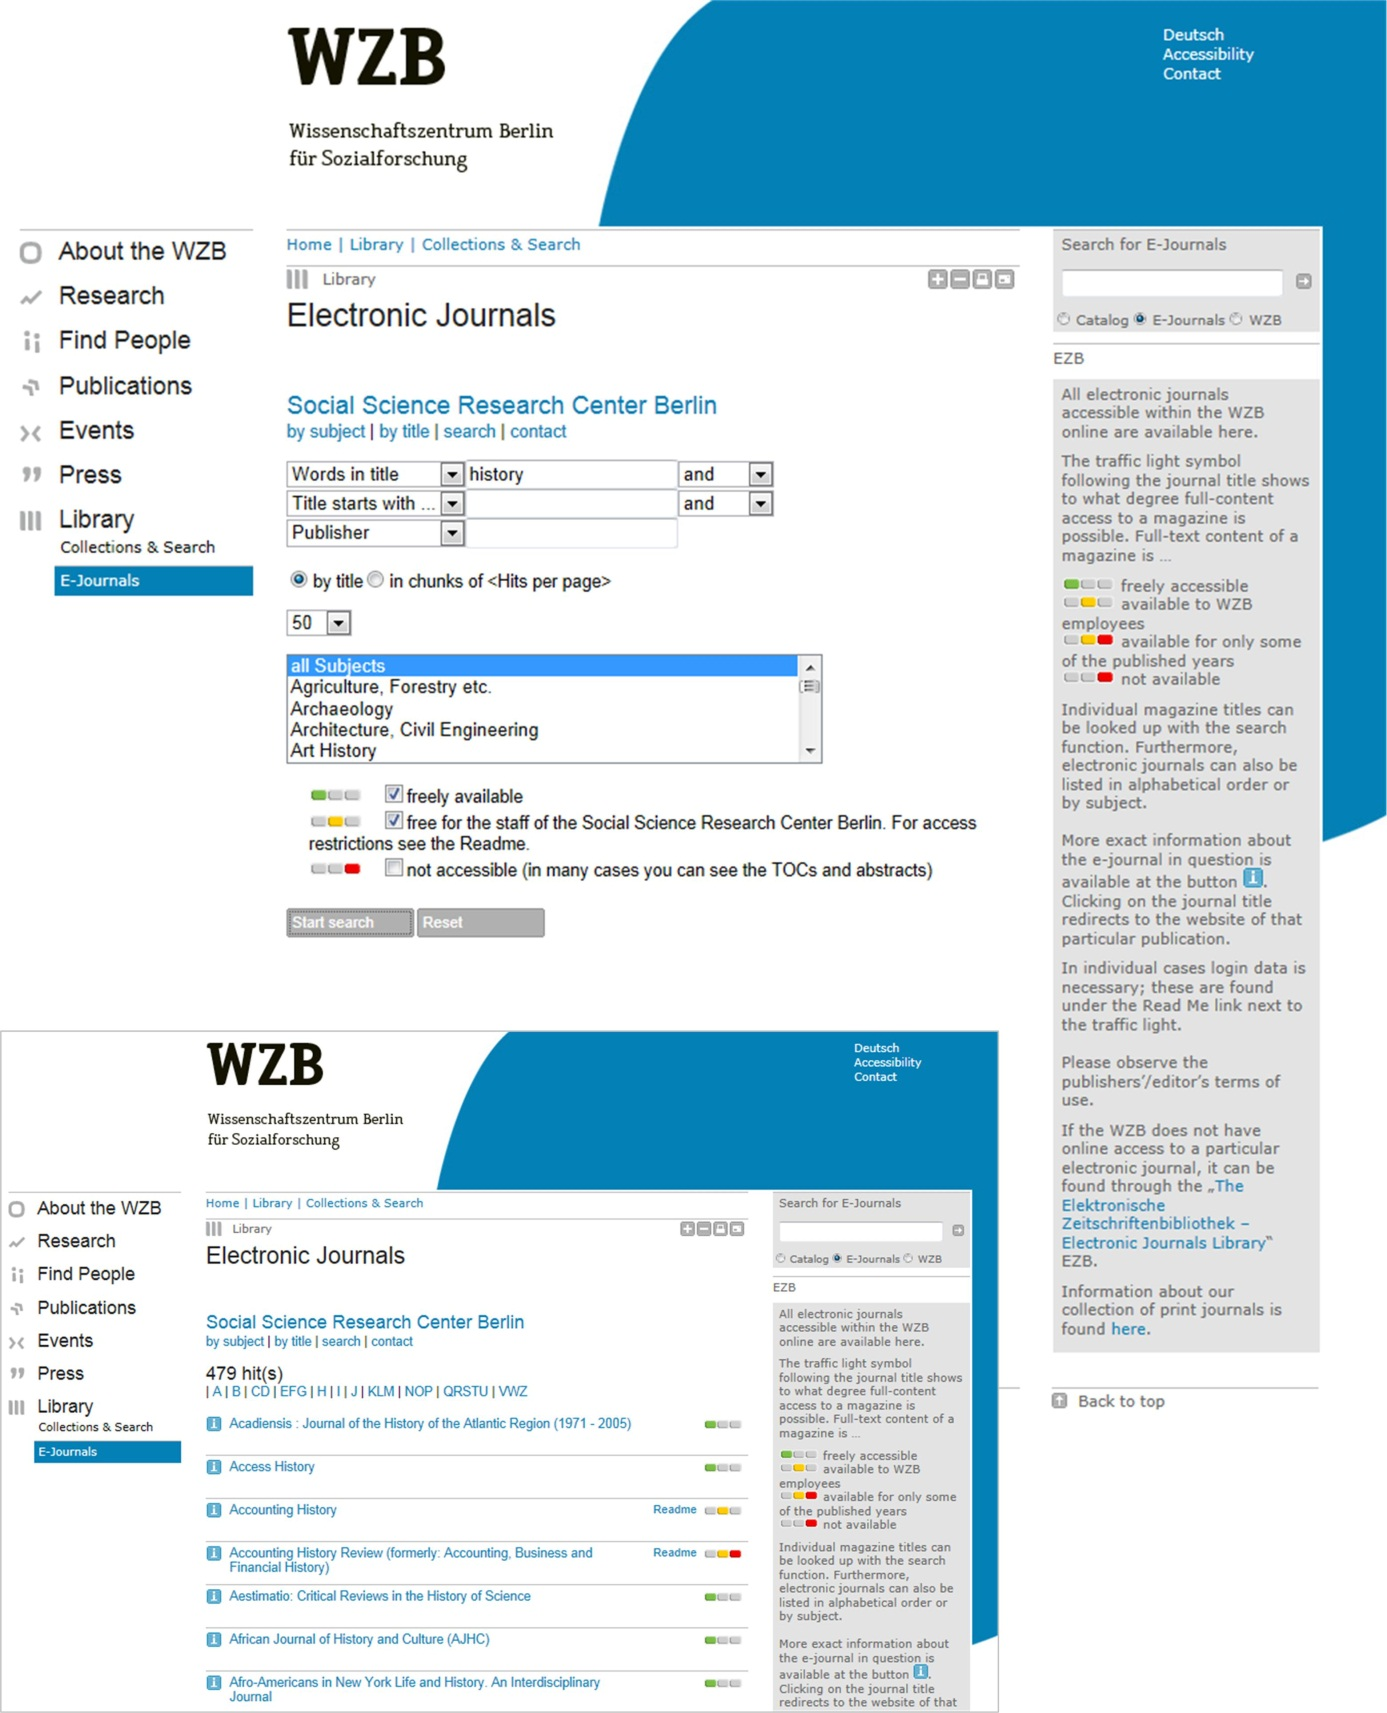 WZB
Wissenschaftszentrum Berlin
für Sozialforschung
Deutsch
Accessibility
Contact
About the WZB
Research
Find People
Publications
Events
Press
Library
Collections & Search
E-Journals
Home | Library | Collections & Search
Library
Electronic Journals
Social Science Research Center Berlin
by subject | by title | search | contact
Words in title history and
Title starts with ... and
Publisher
by title in chunks of <Hits per page>
50
all Subjects
Agriculture, Forestry etc.
Archaeology
Architecture, Civil Engineering
Art History
freely available
free for the staff of the Social Science Research Center Berlin. For access
restrictions see the Readme.
not accessible (in many cases you can see the TOCs and abstracts)
Start search Reset
Search for E-Journals
Catalog E-Journals WZB
EZB
All electronic journals
accessible within the WZB
online are available here.
The traffic light symbol
following the journal title shows
to what degree full-content
access to a magazine is
possible. Full-text content of a
magazine is ...
freely accessible
available to WZB
employees
available for only some
of the published years
not available
Individual magazine titles can
be looked up with the search
function. Furthermore,
electronic journals can also be
listed in alphabetical order or
by subject.
More exact information about
the e-journal in question is
available at the button i.
Clicking on the journal title
redirects to the website of that
particular publication.
In individual cases login data is
necessary; these are found
under the Read Me link next to
the traffic light.
Please observe the
publishers'/editor's terms of
use.
If the WZB does not have
online access to a particular
electronic journal, it can be
found through the „The
Elektronische
Zeitschriftenbibliothek –
Electronic Journals Library“
EZB.
Information about our
collection of print journals is
found here.
Back to top
WZB
Wissenschaftszentrum Berlin
für Sozialforschung
Deutsch
Accessibility
Contact
About the WZB
Research
Find People
Publications
Events
Press
Library
Collections & Search
E-Journals
Home | Library | Collections & Search
Library
Electronic Journals
Social Science Research Center Berlin
by subject | by title | search | contact
479 hit(s)
| A | B | CD | EFG | H | I | J | KLM | NOP | QRSTU | VWZ
i Acadiensis : Journal of the History of the Atlantic Region (1971 - 2005)
i Access History
i Accounting History Readme
i Accounting History Review (formerly: Accounting, Business and Readme
Financial History)
i Aestimatio: Critical Reviews in the History of Science
i African Journal of History and Culture (AJHC)
i Afro-Americans in New York Life and History. An Interdisciplinary
Journal
Search for E-Journals
Catalog E-Journals WZB
EZB
All electronic journals
accessible within the WZB
online are available here.
The traffic light symbol
following the journal title shows
to what degree full-content
access to a magazine is
possible. Full-text content of a
magazine is ...
freely accessible
available to WZB
employees
available for only some
of the published years
not available
Individual magazine titles can
be looked up with the search
function. Furthermore,
electronic journals can also be
listed in alphabetical order or
by subject.
More exact information about
the e-journal in question is
available at the button i.
Clicking on the journal title
redirects to the website of that